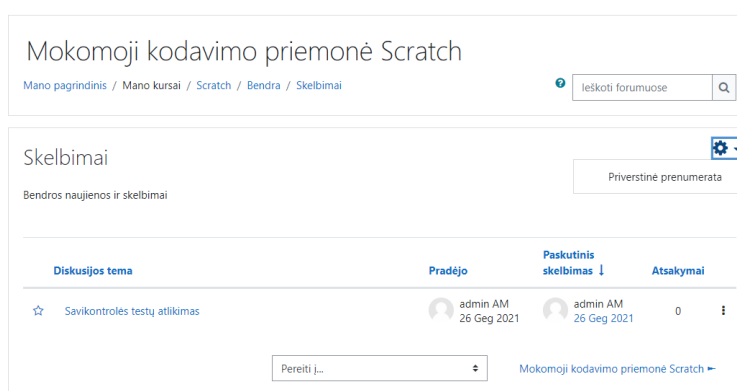 Mokomoji kodavimo priemonė Scratch
Mano pagrindinis / Mano kursai / Scratch / Bendra / Skelbimai
Ieškoti forumuose
Skelbimai
Priverstinė prenumerata
Bendros naujienos ir skelbimai
Diskusijos tema Pradėjo Paskutinis skelbimas ↓ Atsakymai
Savikontrolės testų atlikimas admin AM 26 Geg 2021 admin AM 26 Geg 2021 0
Pereiti į... Mokomoji kodavimo priemonė Scratch ►